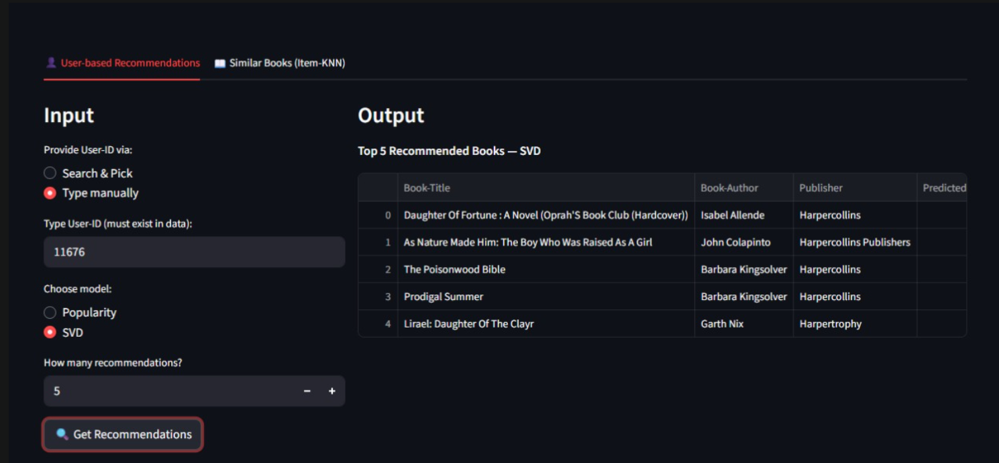 User-based Recommendations
Similar Books (Item-KNN)
Input
Provide User-ID via:
Search & Pick
Type manually
Type User-ID (must exist in data):
11676
Choose model:
Popularity
SVD
How many recommendations?
5 − +
Get Recommendations
Output
Top 5 Recommended Books — SVD
Book-Title Book-Author Publisher Predicted
0 Daughter Of Fortune : A Novel (Oprah'S Book Club (Hardcover)) Isabel Allende Harpercollins
1 As Nature Made Him: The Boy Who Was Raised As A Girl John Colapinto Harpercollins Publishers
2 The Poisonwood Bible Barbara Kingsolver Harpercollins
3 Prodigal Summer Barbara Kingsolver Harpercollins
4 Lirael: Daughter Of The Clayr Garth Nix Harpertrophy